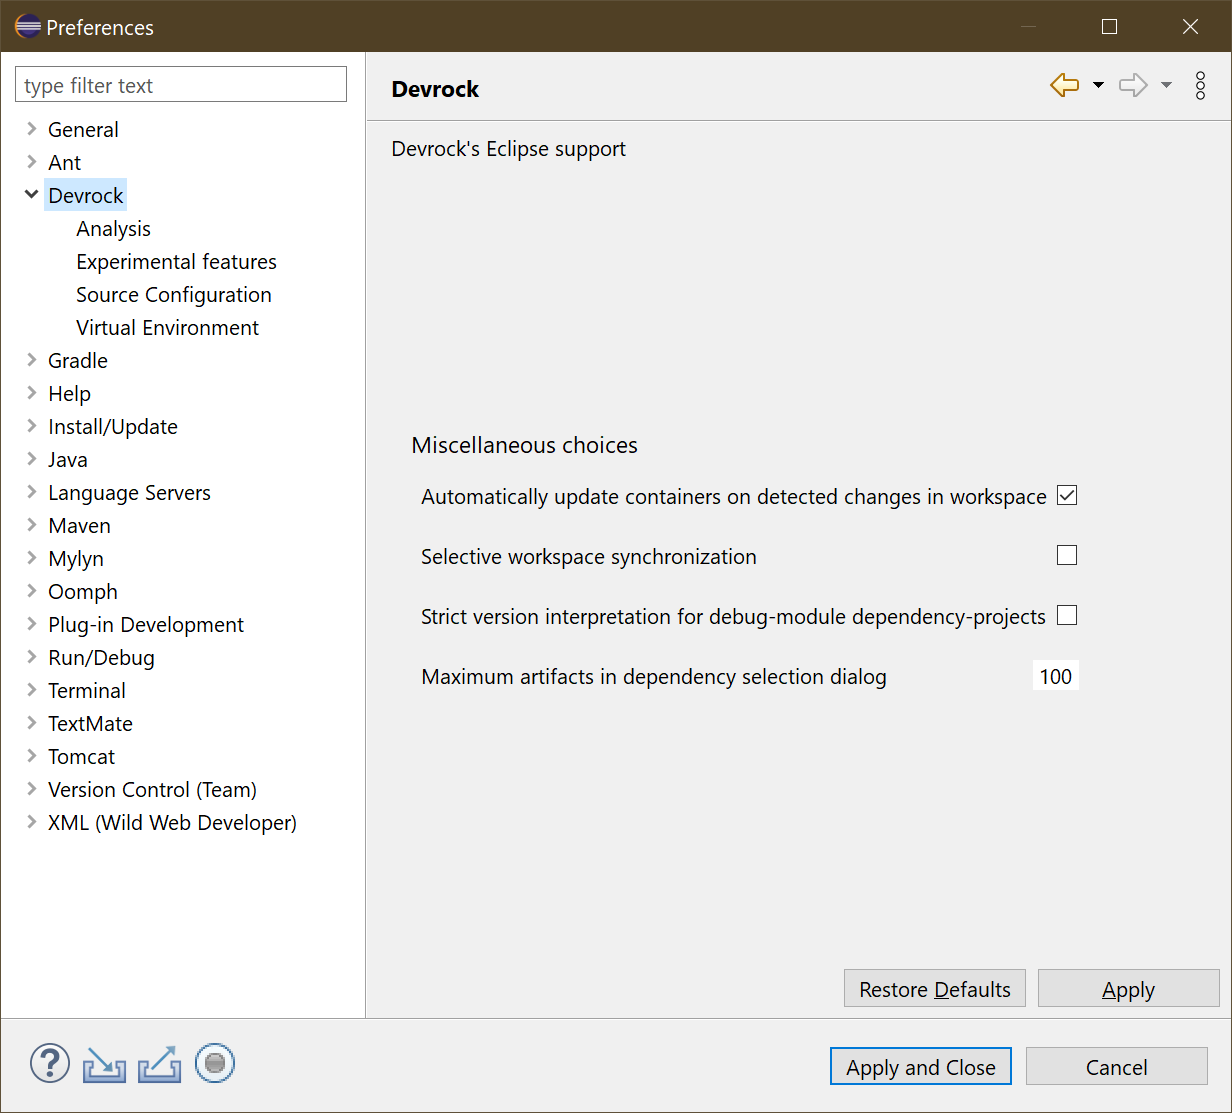 Preferences
type filter text
General
Ant
Devrock
Analysis
Experimental features
Source Configuration
Virtual Environment
Gradle
Help
Install/Update
Java
Language Servers
Maven
Mylyn
Oomph
Plug-in Development
Run/Debug
Terminal
TextMate
Tomcat
Version Control (Team)
XML (Wild Web Developer)
Devrock
Devrock's Eclipse support
Miscellaneous choices
Automatically update containers on detected changes in workspace
Selective workspace synchronization
Strict version interpretation for debug-module dependency-projects
Maximum artifacts in dependency selection dialog 100
Restore Defaults Apply
? Apply and Close Cancel